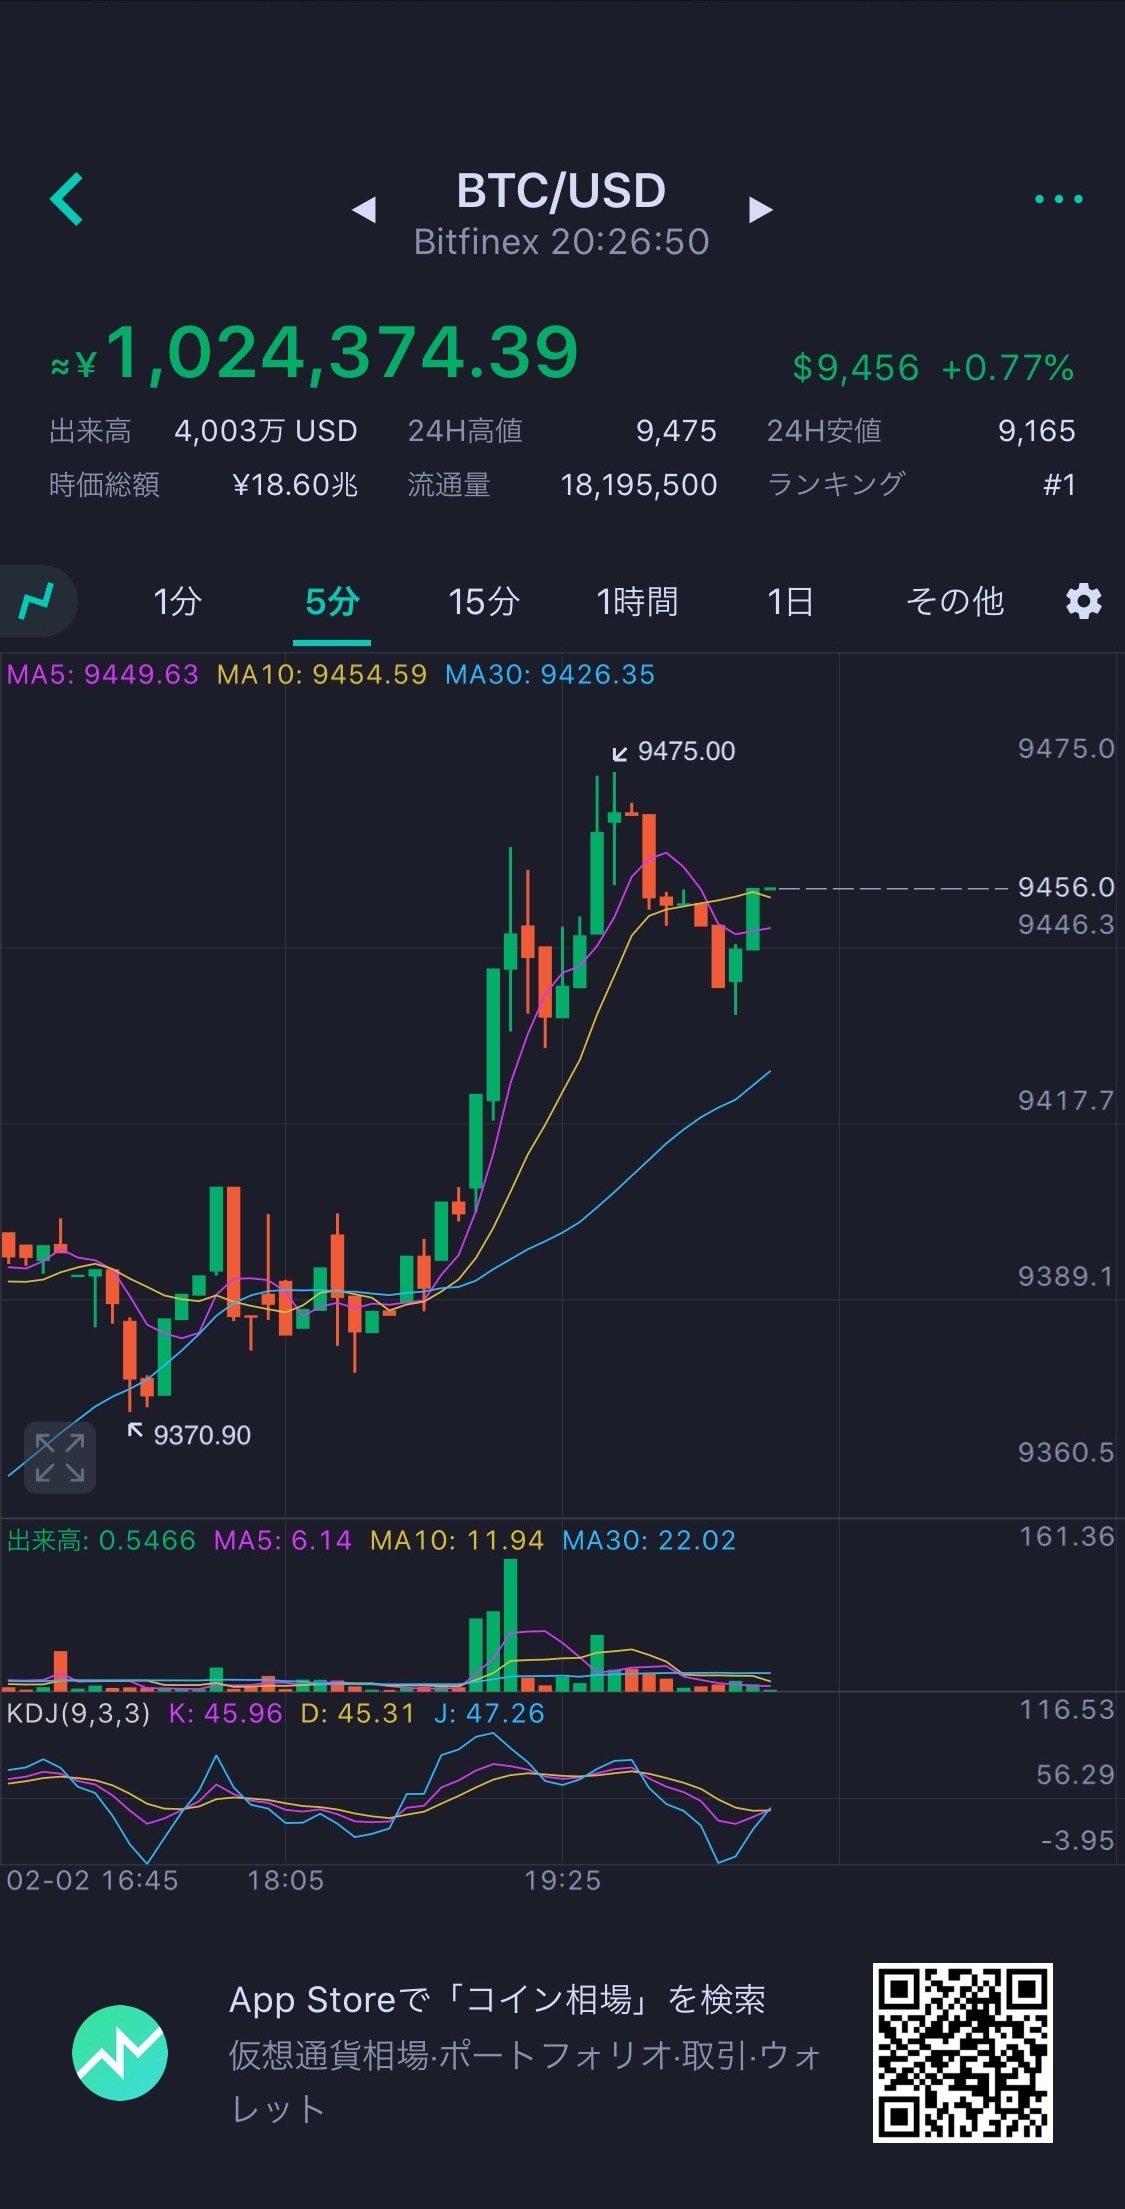 BTC/USD
Bitfinex 20:26:50
≈¥1,024,374.39 $9,456 +0.77%
出来高 4,003万 USD 24H高値 9,475 24H安値 9,165
時価総額 ¥18.60兆 流通量 18,195,500 ランキング #1
1分 5分 15分 1時間 1日 その他
MA5: 9449.63 MA10: 9454.59 MA30: 9426.35
9475.00 9475.0
9456.0
9446.3
9417.7
9389.1
9370.90
9360.5
出来高: 0.5466 MA5: 6.14 MA10: 11.94 MA30: 22.02 161.36
KDJ(9,3,3) K: 45.96 D: 45.31 J: 47.26 116.53
56.29
-3.95
02-02 16:45 18:05 19:25
App Storeで「コイン相場」を検索
仮想通貨相場·ポートフォリオ·取引·ウォ
レット